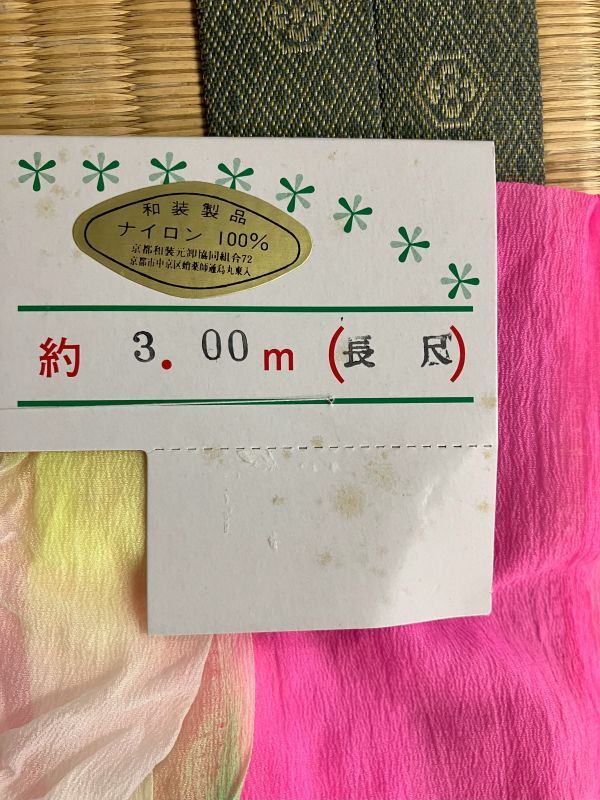 和装製品
ナイロン 100%
京都和装元卸協同組合72
京都市中京区蛸薬師通烏丸東入
約 3.00m (長 尺)